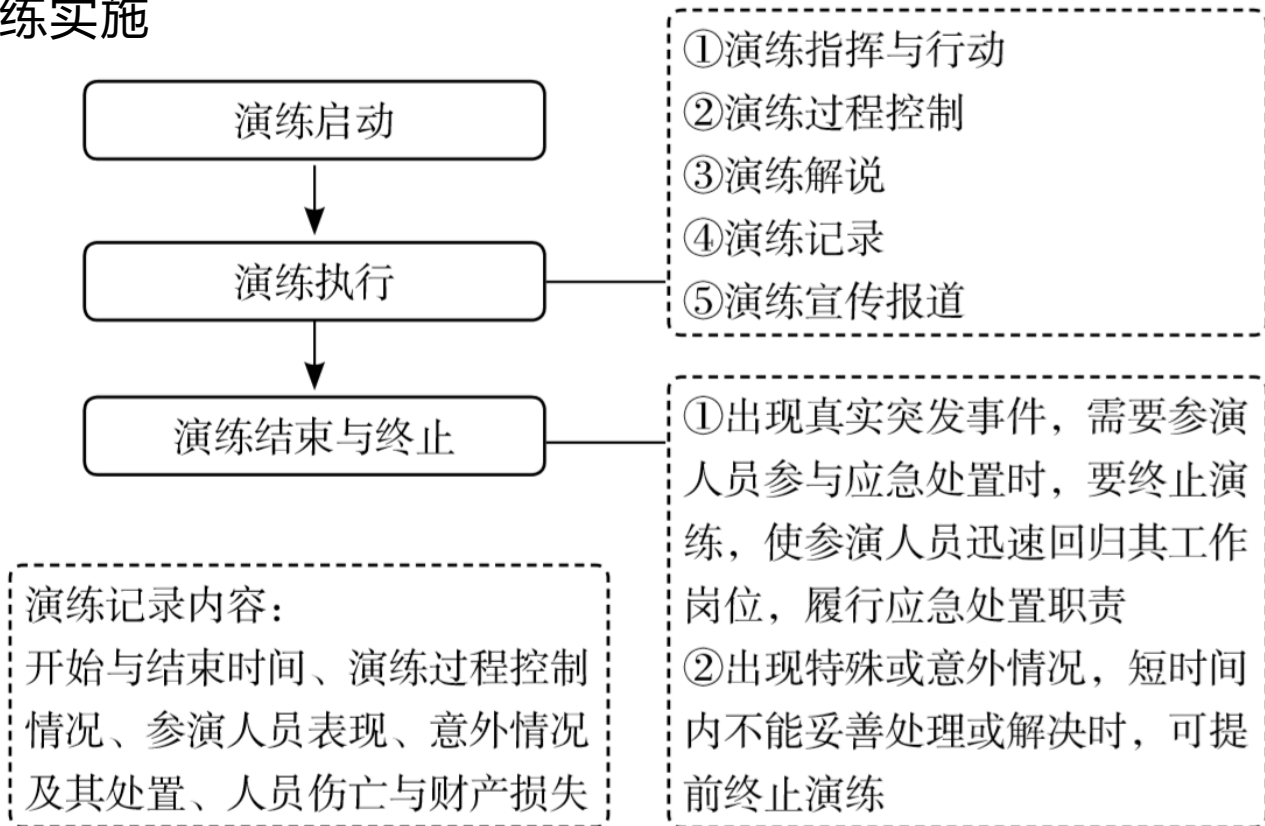 练实施
演练启动
演练执行
①演练指挥与行动
②演练过程控制
③演练解说
④演练记录
⑤演练宣传报道
演练结束与终止
①出现真实突发事件，需要参演
人员参与应急处置时，要终止演
练，使参演人员迅速回归其工作
岗位，履行应急处置职责
②出现特殊或意外情况，短时间
内不能妥善处理或解决时，可提
前终止演练
演练记录内容：
开始与结束时间、演练过程控制
情况、参演人员表现、意外情况
及其处置、人员伤亡与财产损失